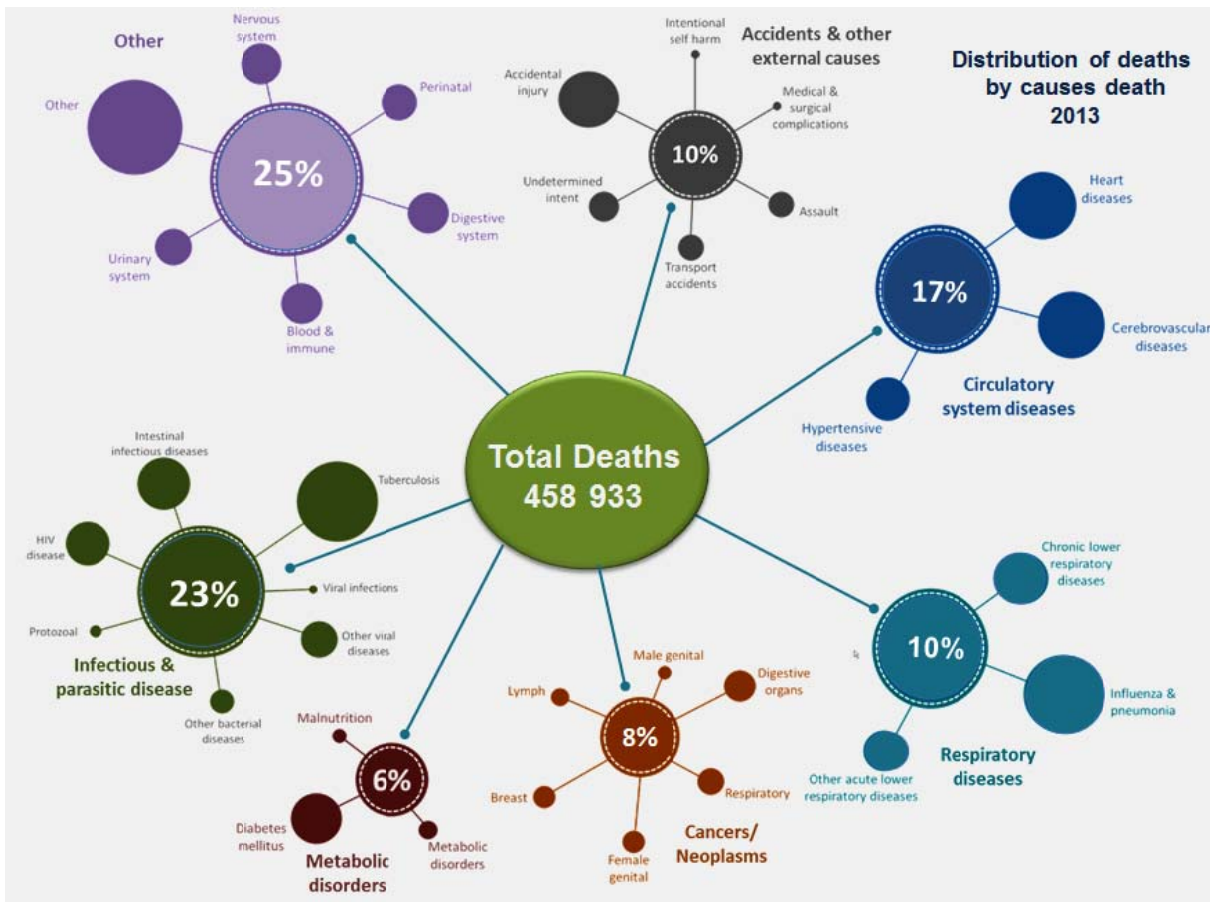 Distribution of deaths
by causes death
2013
Other
Nervous
system
Other
Perinatal
25%
Digestive
system
Urinary
system
Blood &
immune
Accidents & other
external causes
Intentional
self harm
Accidental
injury
Medical &
surgical
complications
10%
Undetermined
intent
Assault
Transport
accidents
Heart
diseases
17%
Cerebrovascular
diseases
Hypertensive
diseases
Circulatory
system diseases
Total Deaths
458 933
Intestinal
infectious diseases
Tuberculosis
HIV
disease
23%
Viral infections
Protozoal
Other viral
diseases
Infectious &
parasitic disease
Other bacterial
diseases
Malnutrition
6%
Diabetes
mellitus
Metabolic
disorders
Metabolic
disorders
Male genital
Lymph
Digestive
organs
8%
Breast
Respiratory
Female
genital
Cancers/
Neoplasms
Chronic lower
respiratory
diseases
10%
Influenza &
pneumonia
Other acute lower
respiratory diseases
Respiratory
diseases